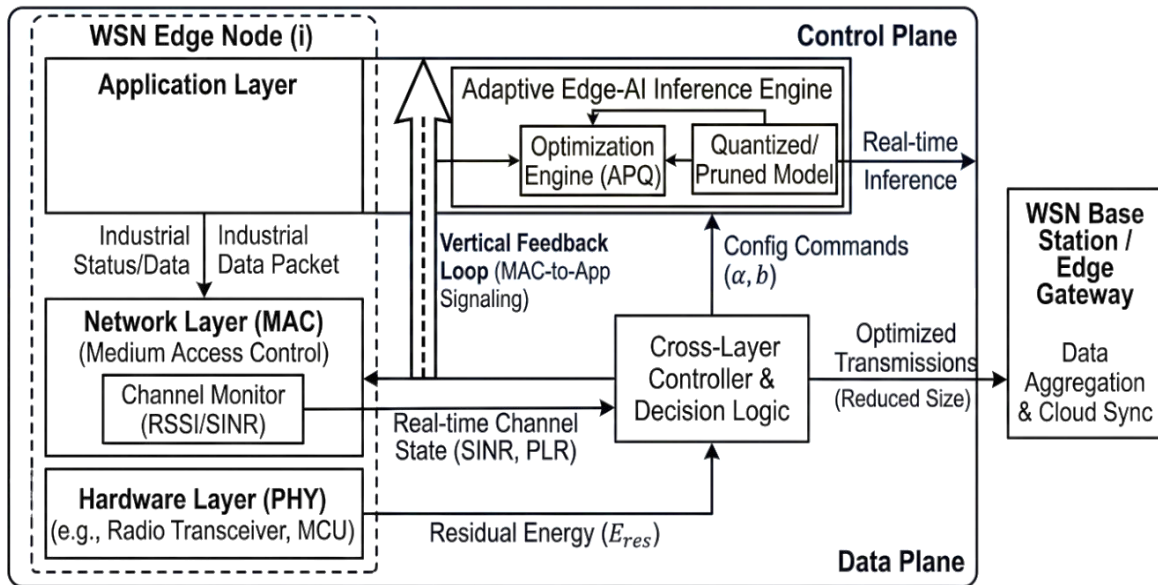 WSN Edge Node (i)
Control Plane
Application Layer
Adaptive Edge-AI Inference Engine
Optimization
Engine (APQ)
Quantized/
Pruned Model
Real-time
Inference
Industrial
Status/Data
Industrial
Data Packet
Vertical Feedback
Loop (MAC-to-App
Signaling)
Config Commands
(α, b)
WSN Base
Station /
Edge
Gateway
Data
Aggregation
& Cloud Sync
Network Layer (MAC)
(Medium Access Control)
Channel Monitor
(RSSI/SINR)
Real-time Channel
State (SINR, PLR)
Cross-Layer
Controller &
Decision Logic
Optimized
Transmissions
(Reduced Size)
Hardware Layer (PHY)
(e.g., Radio Transceiver, MCU)
Residual Energy (E_res)
Data Plane